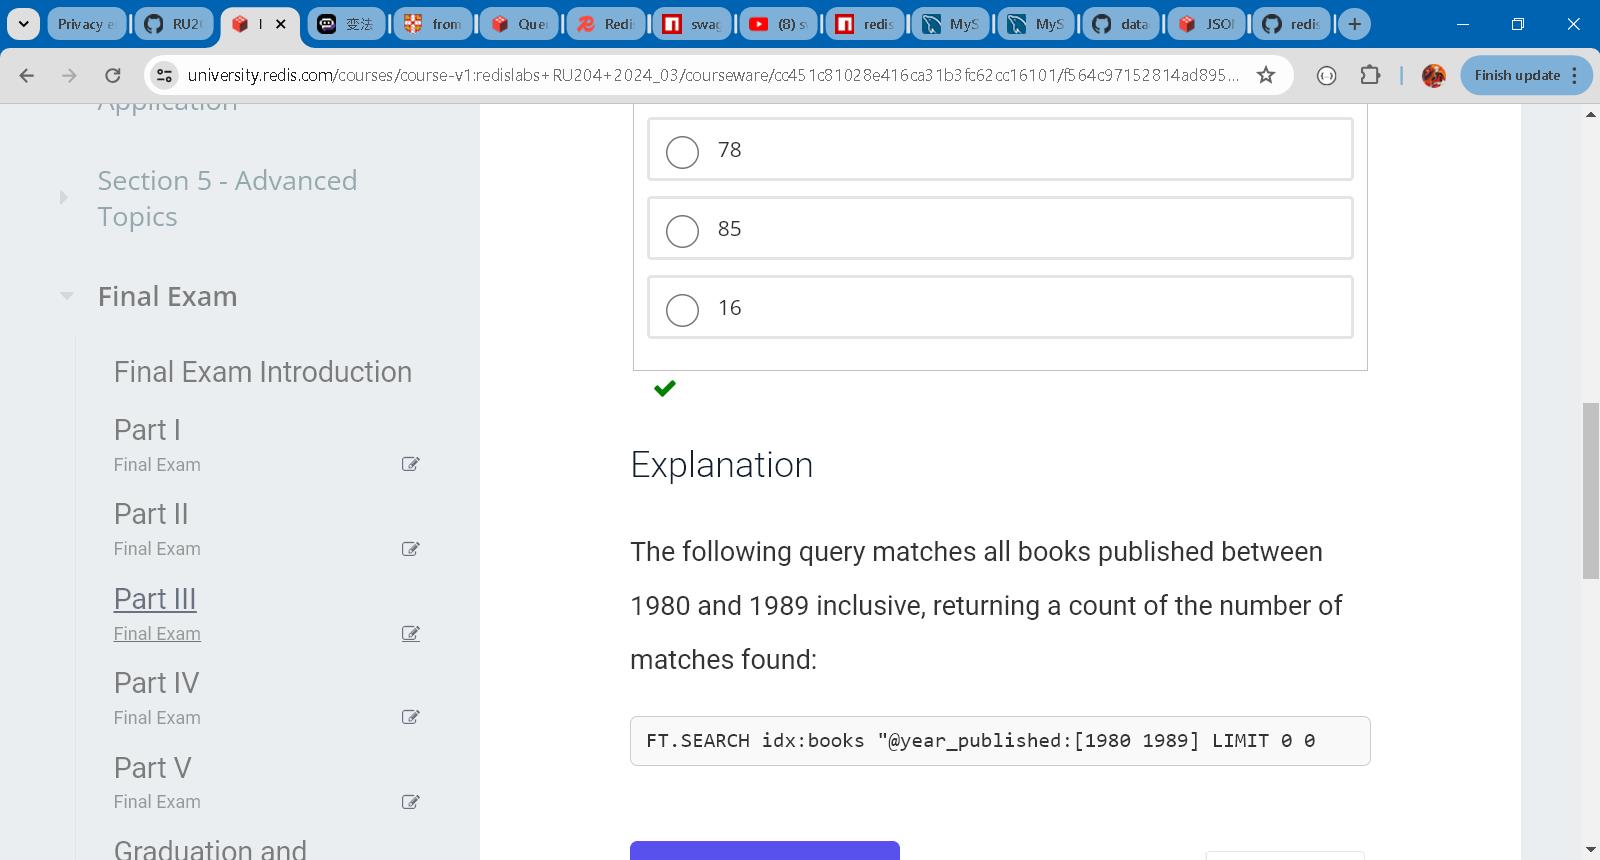 Privacy e
RU2
I
变法
from
Que
Redi
swa
(8) s
redis
MyS
MyS
data
JSO
redis
university.redis.com/courses/course-v1:redislabs+RU204+2024_03/courseware/cc451c81028e416ca31b3fc62cc16101/f564c97152814ad895...
Finish update
Application
Section 5 - Advanced
Topics
Final Exam
Final Exam Introduction
Part I
Final Exam
Part II
Final Exam
Part III
Final Exam
Part IV
Final Exam
Part V
Final Exam
Graduation and
78
85
16
Explanation
The following query matches all books published between
1980 and 1989 inclusive, returning a count of the number of
matches found:
FT.SEARCH idx:books "@year_published:[1980 1989] LIMIT 0 0